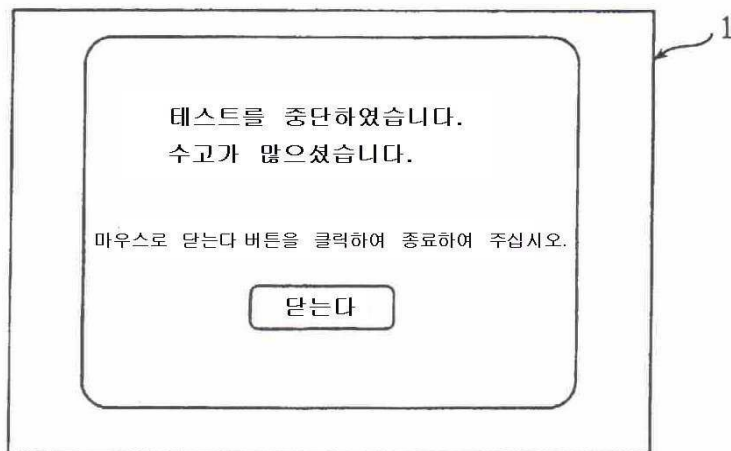 1
테스트를 중단하였습니다.
수고가 많으셨습니다.
마우스로 닫는다 버튼을 클릭하여 종료하여 주십시오.
닫는다